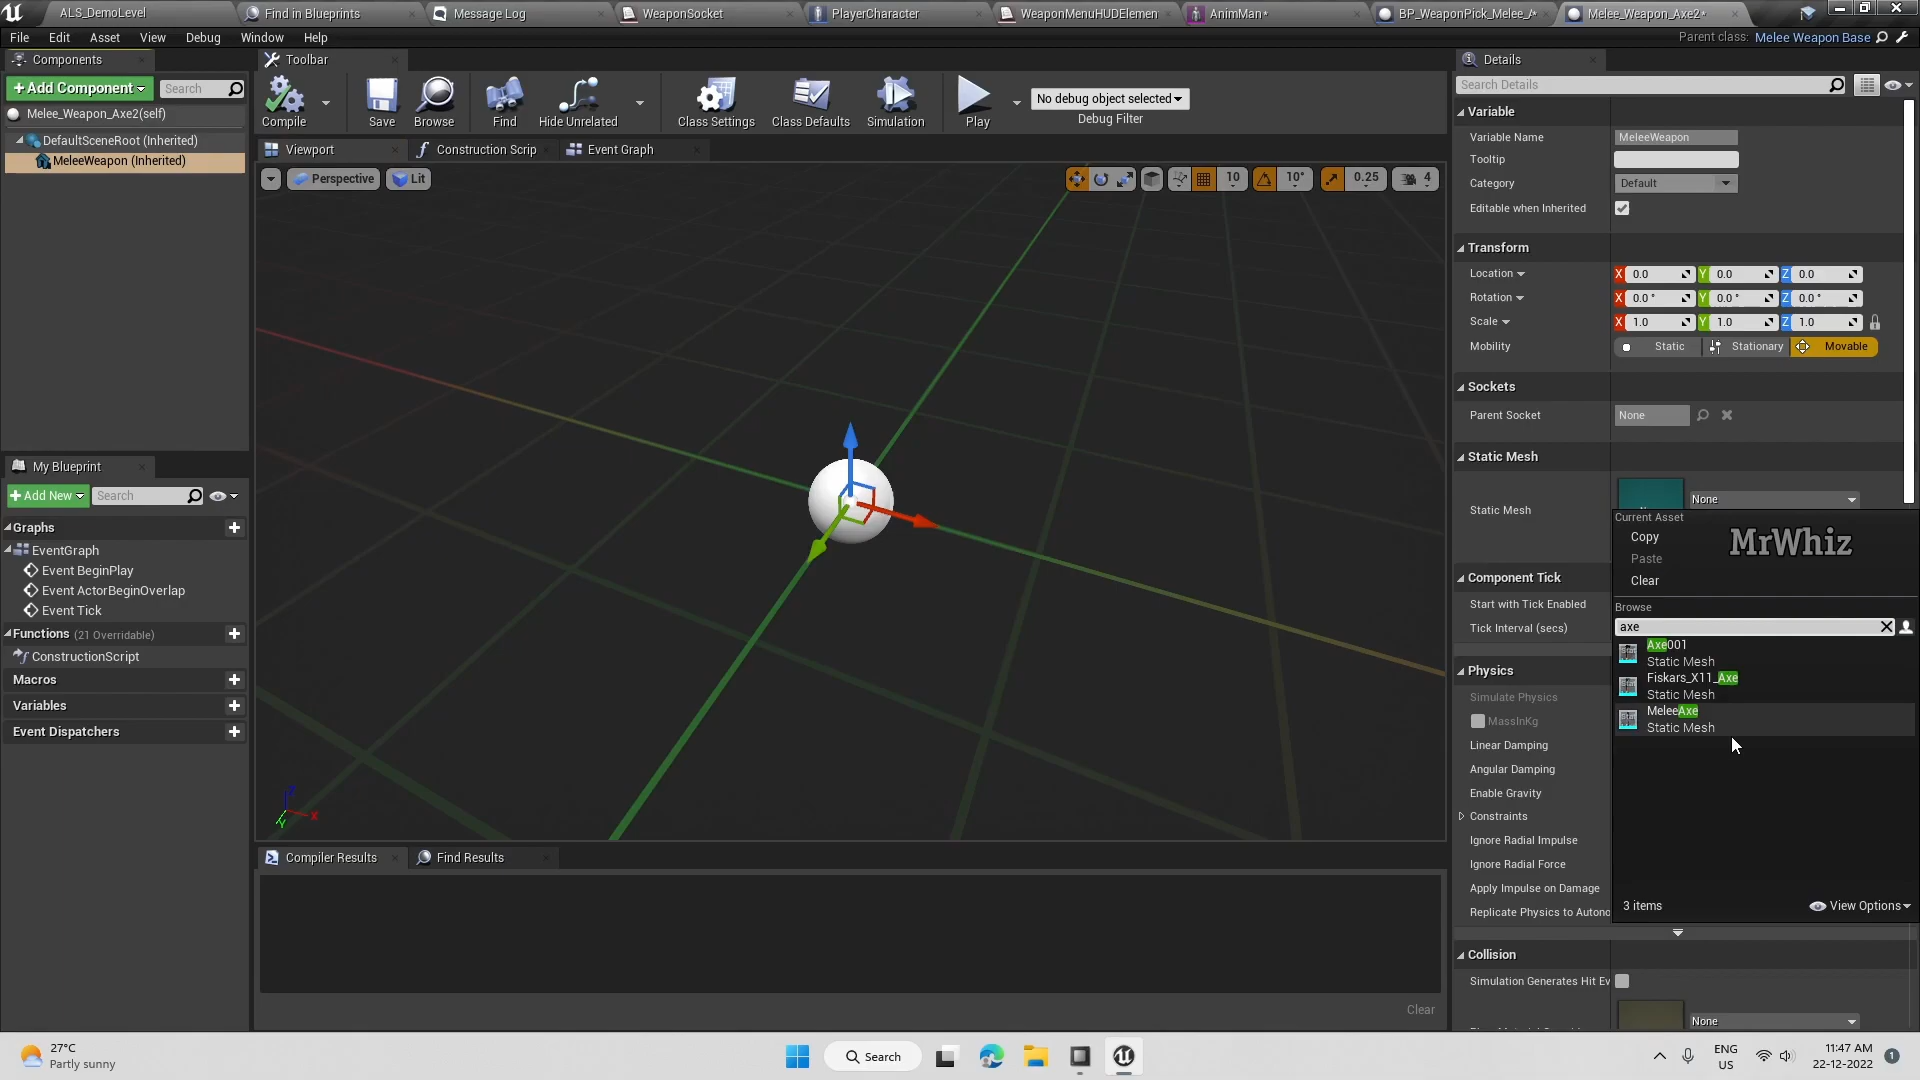 ALS_DemoLevel
Find in Blueprints
Message Log
WeaponSocket
PlayerCharacter
WeaponMenuHUDElemen
AnimMan*
BP_WeaponPick_Melee_A*
Melee_Weapon_Axe2*
File Edit Asset View Debug Window Help
Parent class: Melee Weapon Base
Components
+Add Component
Search
Melee_Weapon_Axe2(self)
DefaultSceneRoot (Inherited)
MeleeWeapon (Inherited)
My Blueprint
+Add New
Search
Graphs
EventGraph
Event BeginPlay
Event ActorBeginOverlap
Event Tick
Functions (21 Overridable)
ConstructionScript
Macros
Variables
Event Dispatchers
Toolbar
Compile
Save
Browse
Find
Hide Unrelated
Class Settings
Class Defaults
Simulation
Play
No debug object selected
Debug Filter
Viewport
Construction Scrip
Event Graph
Perspective
Lit
10
10°
0.25
4
Z
X
Y
Compiler Results
Find Results
Clear
Details
Search Details
Variable
Variable Name MeleeWeapon
Tooltip
Category Default
Editable when Inherited
Transform
Location X 0.0 Y 0.0 Z 0.0
Rotation X 0.0 ° Y 0.0 ° Z 0.0 °
Scale X 1.0 Y 1.0 Z 1.0
Mobility Static Stationary Movable
Sockets
Parent Socket None
Static Mesh
Static Mesh None
Current Asset
Copy
Paste
Clear
MrWhiz
Browse
axe
Axe001
Static Mesh
Fiskars_X11_Axe
Static Mesh
MeleeAxe
Static Mesh
3 items
View Options
Component Tick
Start with Tick Enabled
Tick Interval (secs)
Physics
Simulate Physics
MassInKg
Linear Damping
Angular Damping
Enable Gravity
Constraints
Ignore Radial Impulse
Ignore Radial Force
Apply Impulse on Damage
Replicate Physics to Autono
Collision
Simulation Generates Hit Ev
None
27°C
Partly sunny
Search
ENG
US
11:47 AM
22-12-2022
1